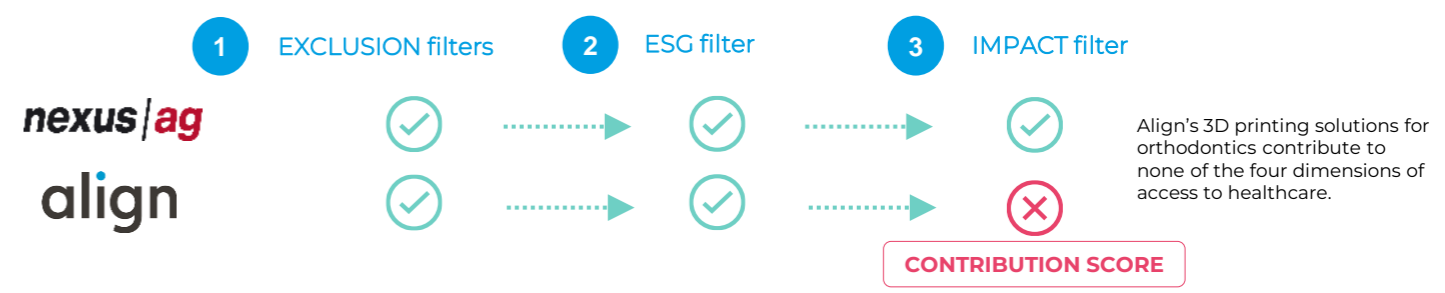 1 EXCLUSION filters 2 ESG filter 3 IMPACT filter
nexus|ag
Align's 3D printing solutions for
orthodontics contribute to
none of the four dimensions of
access to healthcare.
align
CONTRIBUTION SCORE